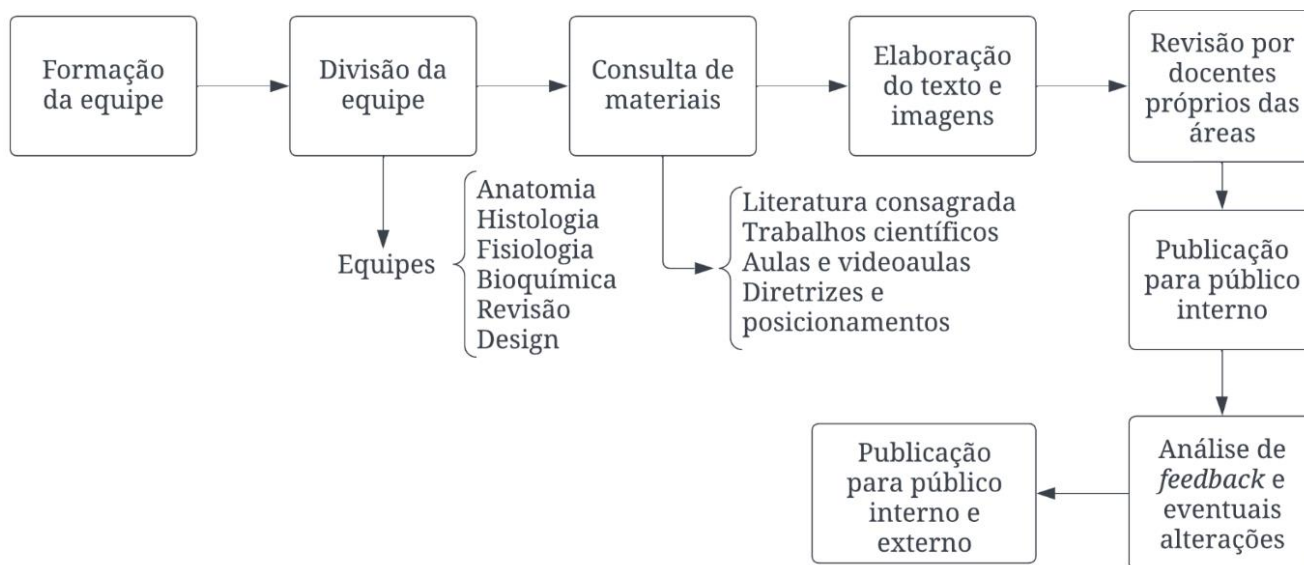 Formação
da equipe
Divisão da
equipe
Consulta de
materiais
Elaboração
do texto e
imagens
Revisão por
docentes
próprios das
áreas
Equipes
Anatomia
Histologia
Fisiologia
Bioquímica
Revisão
Design
Literatura consagrada
Trabalhos científicos
Aulas e videoaulas
Diretrizes e
posicionamentos
Publicação
para público
interno
Análise de
feedback e
eventuais
alterações
Publicação
para público
interno e
externo